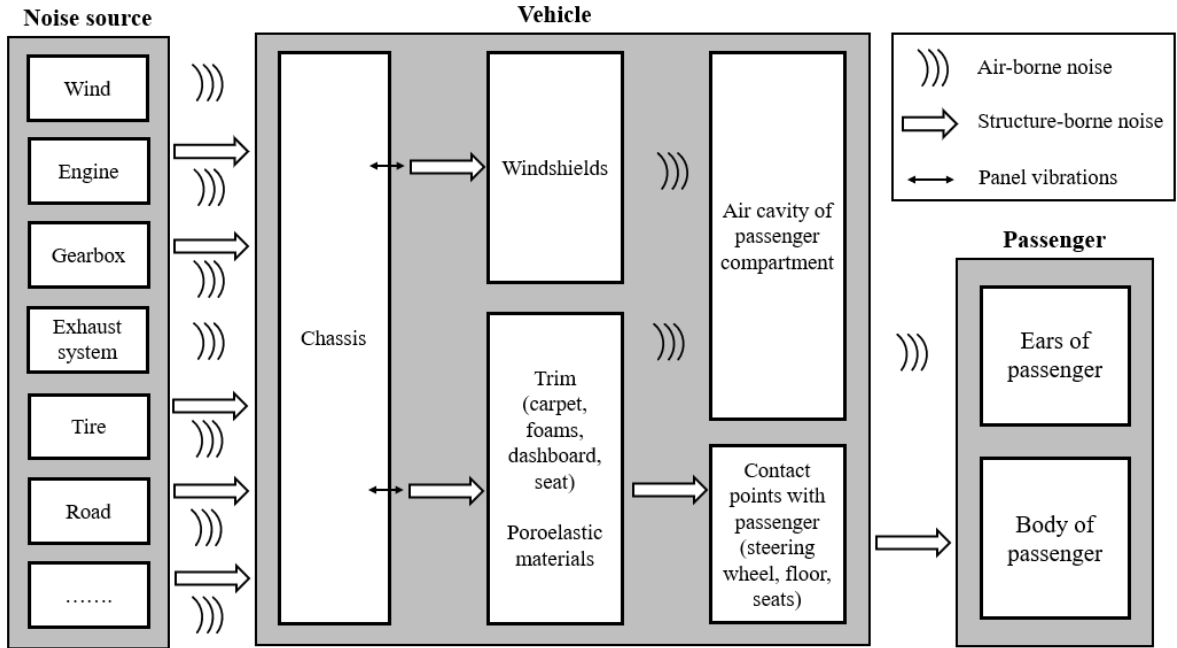 Noise source
Wind
Engine
Gearbox
Exhaust
system
Tire
Road
…….
Vehicle
Chassis
Windshields
Trim
(carpet,
foams,
dashboard,
seat)
Poroelastic
materials
Air cavity of
passenger
compartment
Contact
points with
passenger
(steering
wheel, floor,
seats)
Air-borne noise
Structure-borne noise
Panel vibrations
Passenger
Ears of
passenger
Body of
passenger